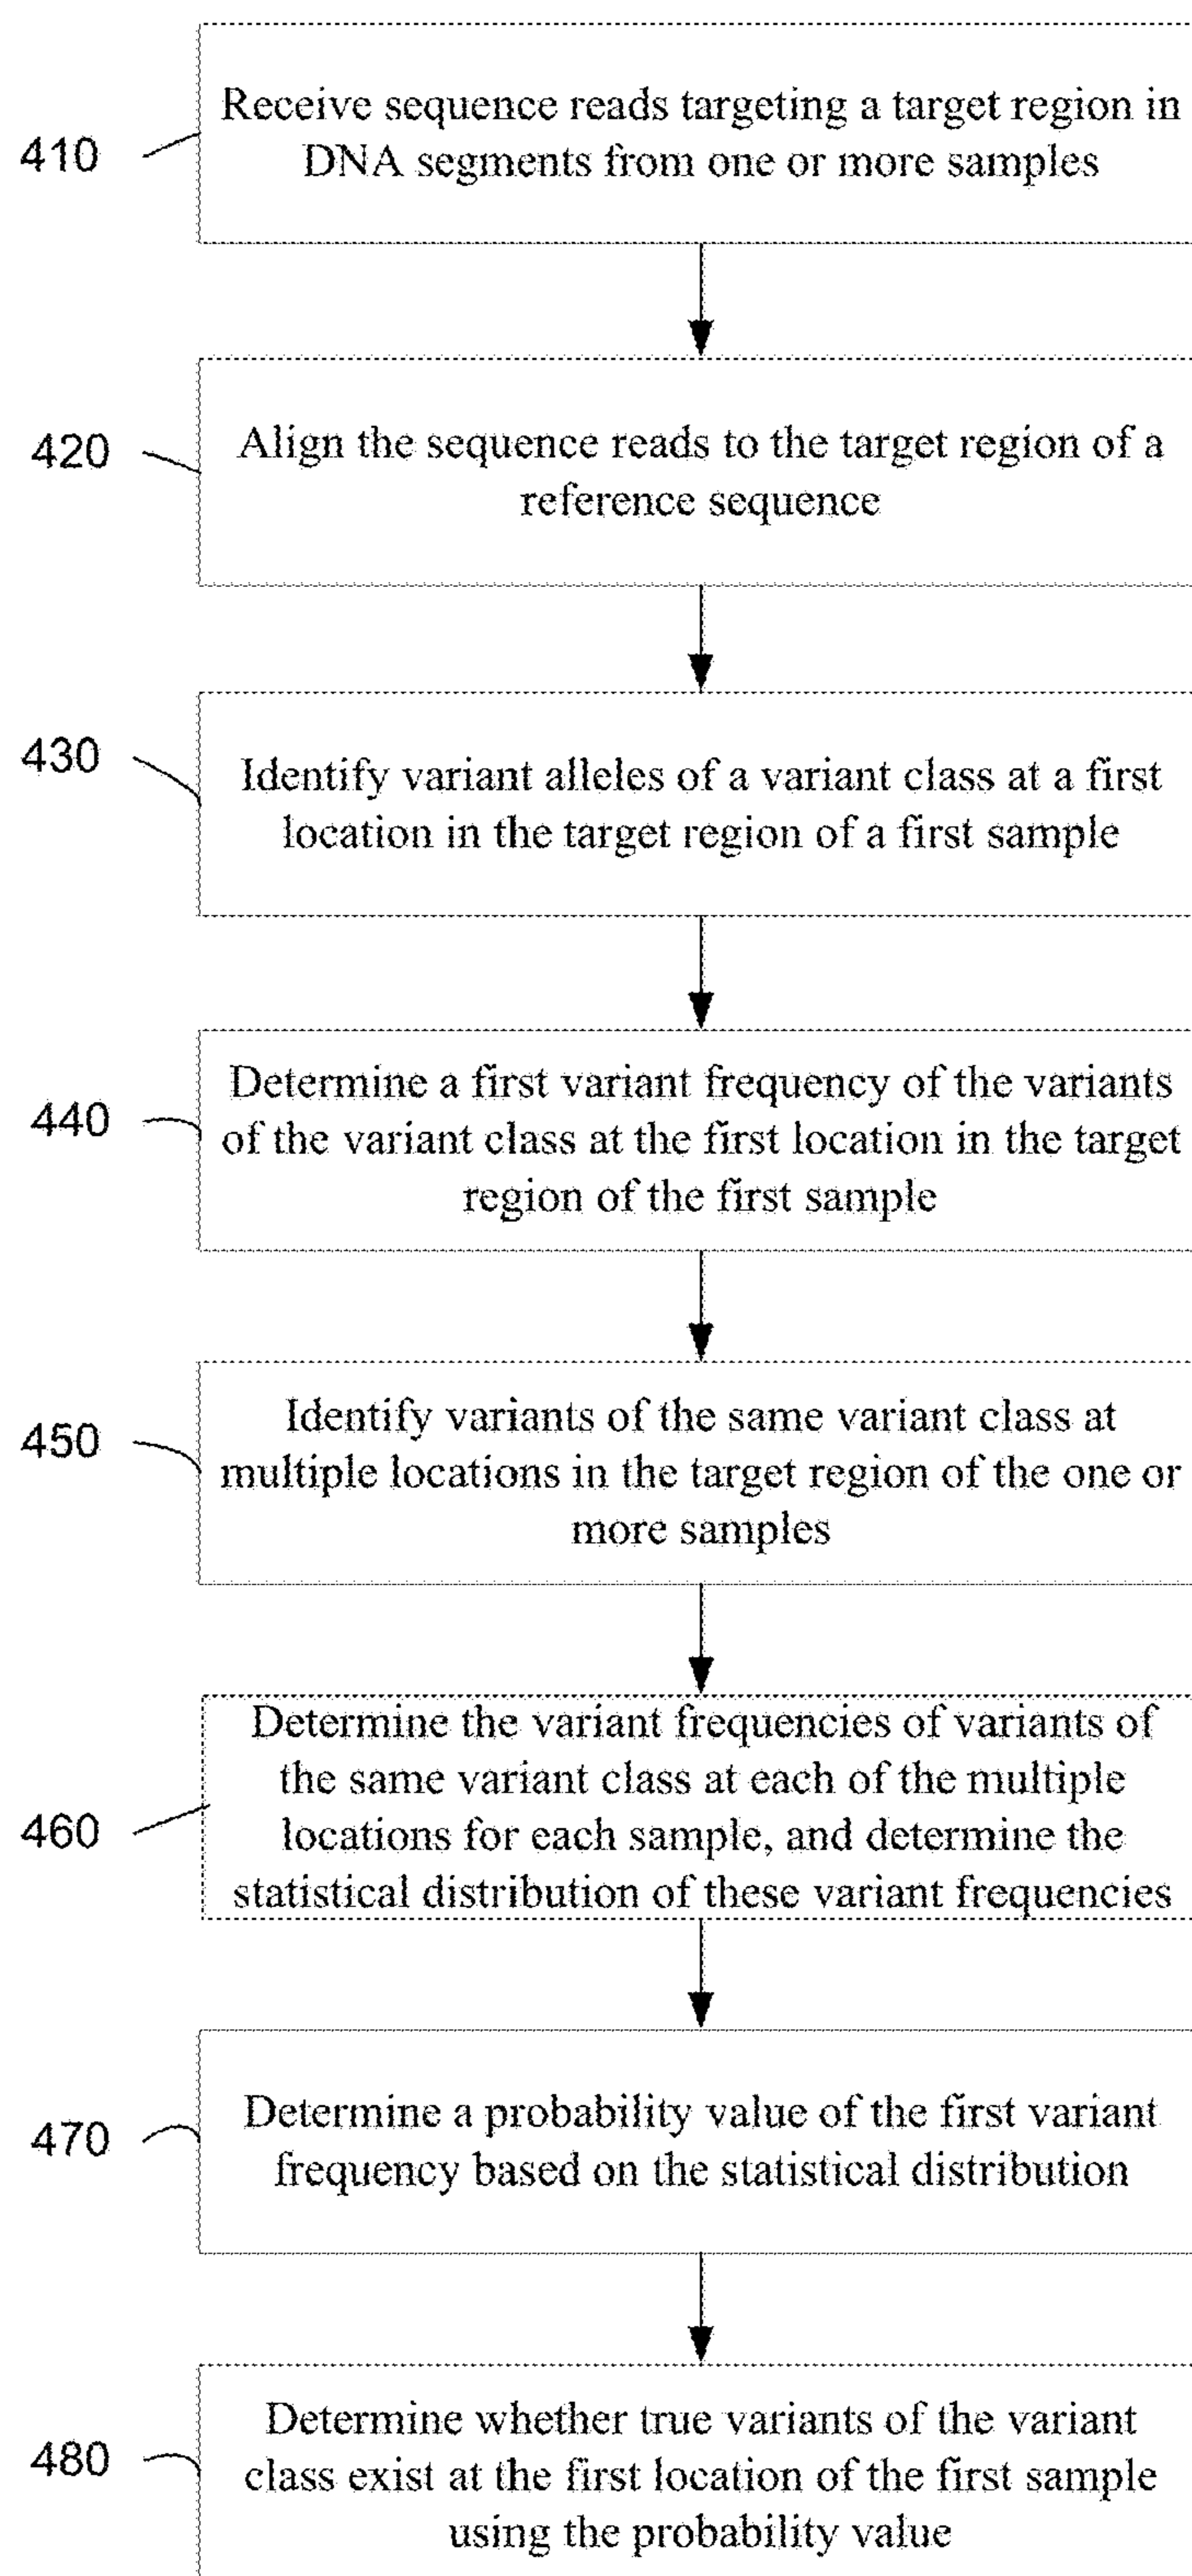 410
Receive sequence reads targeting a target region in
DNA segments from one or more samples
420
Align the sequence reads to the target region of a
reference sequence
430
Identify variant alleles of a variant class at a first
location in the target region of a first sample
440
Determine a first variant frequency of the variants
of the variant class at the first location in the target
region of the first sample
450
Identify variants of the same variant class at
multiple locations in the target region of the one or
more samples
460
Determine the variant frequencies of variants of
the same variant class at each of the multiple
locations for each sample, and determine the
statistical distribution of these variant frequencies
470
Determine a probability value of the first variant
frequency based on the statistical distribution
480
Determine whether true variants of the variant
class exist at the first location of the first sample
using the probability value